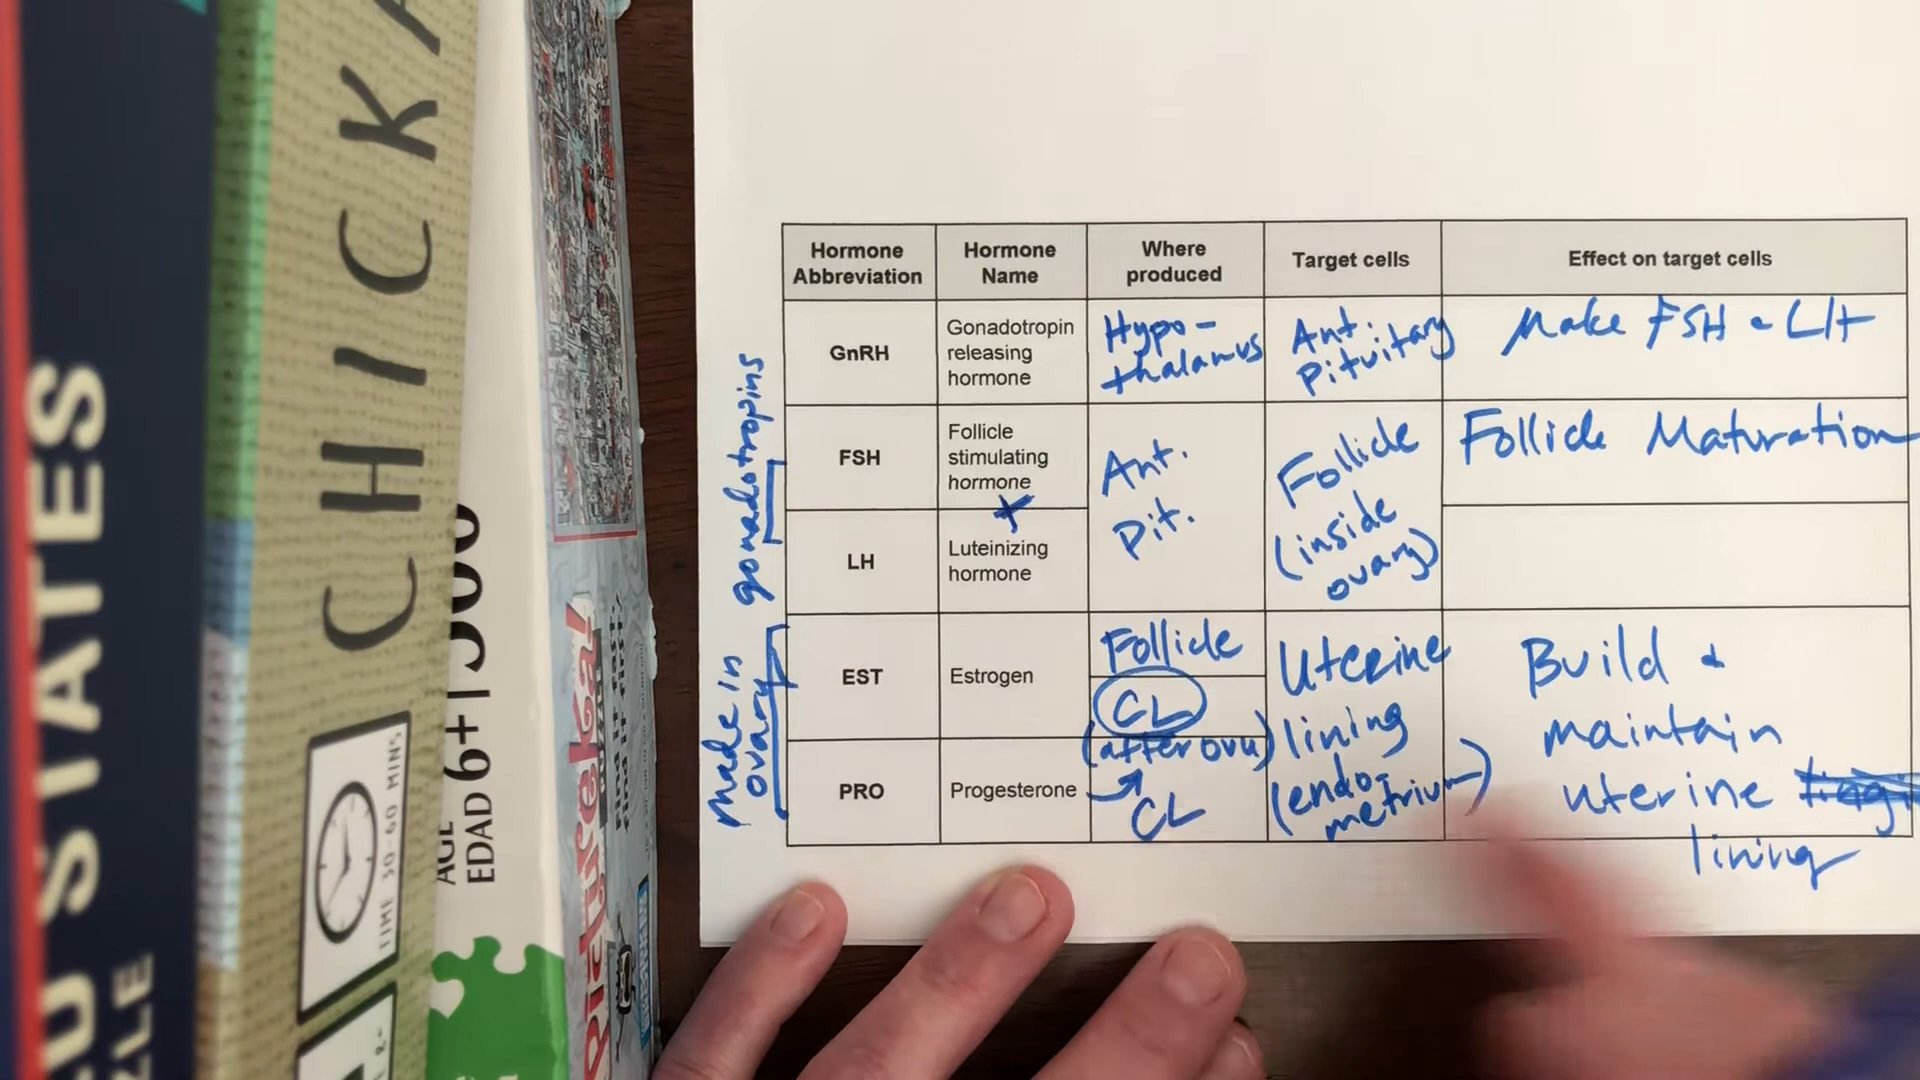 STATES
CHICKA
TIME 30-60 MINS
AGE
EDAD 6+
Pictureka!
Hormone
Abbreviation
Hormone
Name
Where
produced
Target cells
Effect on target cells
GnRH
Gonadotropin
releasing
hormone
Hypo-
thalamus
Ant.
Pituitary
Make FSH & LH
gonadotropins
FSH
Follicle
stimulating
hormone
Ant.
Pit.
Follicle
(inside
ovary)
Follicle Maturation
LH
Luteinizing
hormone
made in
ovary
EST
Estrogen
Follicle
CL
(after ovu)
Uterine
lining
(endo-
metrium)
Build &
maintain
uterine
lining
PRO
Progesterone
CL